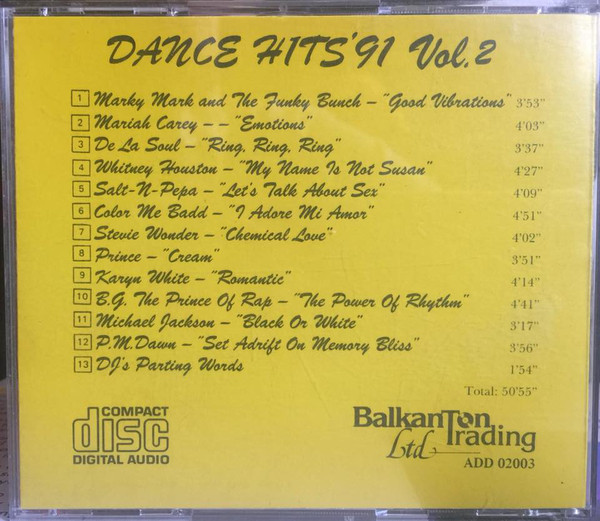 DANCE HITS'91 Vol.2
1 Marky Mark and The Funky Bunch – "Good Vibrations" 3'53"
2 Mariah Carey – – "Emotions" 4'03"
3 De La Soul – "Ring, Ring, Ring" 3'37"
4 Whitney Houston – "My Name Is Not Susan" 4'27"
5 Salt-N-Pepa – "Let's Talk About Sex" 4'09"
6 Color Me Badd – "I Adore Mi Amor" 4'51"
7 Stevie Wonder – "Chemical Love" 4'02"
8 Prince – "Cream" 3'51"
9 Karyn White – "Romantic" 4'14"
10 B.G. The Prince Of Rap – "The Power Of Rhythm" 4'41"
11 Michael Jackson – "Black Or White" 3'17"
12 P.M.Dawn – "Set Adrift On Memory Bliss" 3'56"
13 DJ's Parting Words 1'54"
Total: 50'55"
COMPACT
disc
DIGITAL AUDIO
BalkanTon
Ltd Trading
ADD 02003